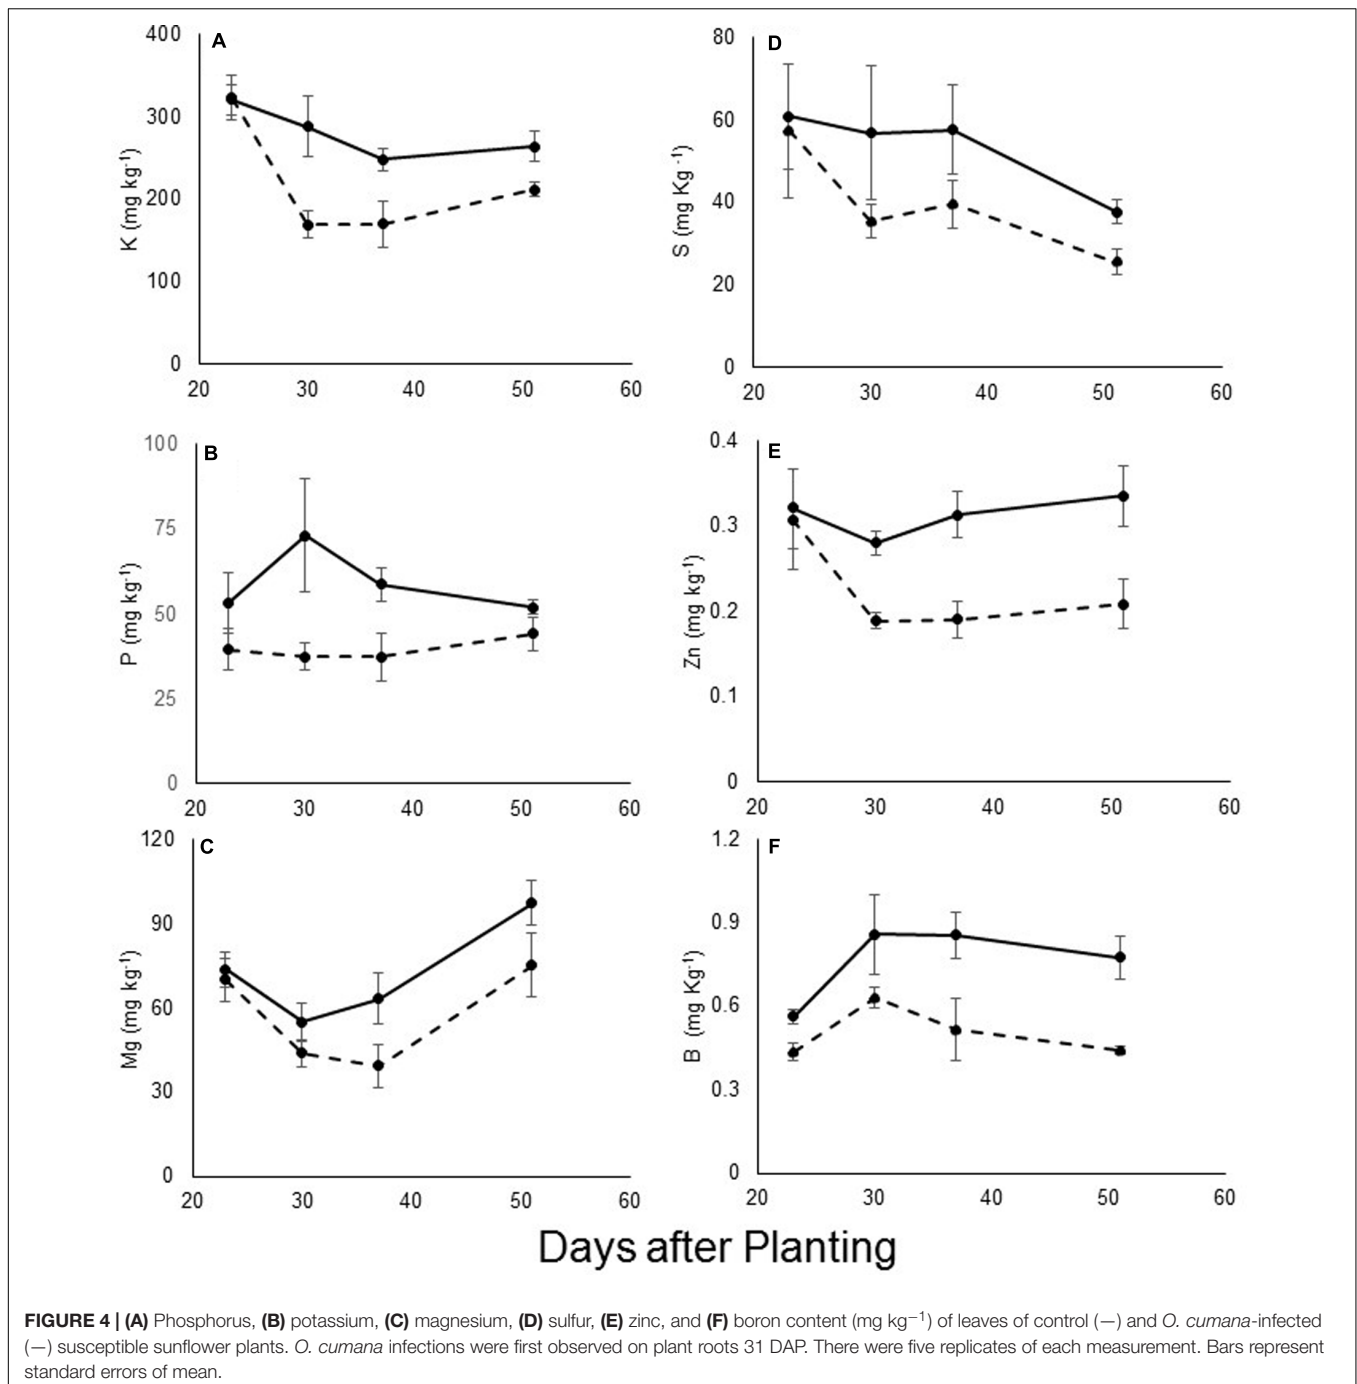 A
400
300
200
100
0
K (mg kg-1)
20 30 40 50 60
D
80
60
40
20
0
S (mg Kg-1)
20 30 40 50 60
B
100
75
50
25
0
P (mg kg-1)
20 30 40 50 60
E
0.4
0.3
0.2
0.1
0
Zn (mg kg-1)
20 30 40 50 60
C
120
90
60
30
0
Mg (mg kg-1)
20 30 40 50 60
F
1.2
0.9
0.6
0.3
0
B (mg Kg-1)
20 30 40 50 60
Days after Planting
FIGURE 4 | (A) Phosphorus, (B) potassium, (C) magnesium, (D) sulfur, (E) zinc, and (F) boron content (mg kg−1) of leaves of control (—) and O. cumana-infected
(—) susceptible sunflower plants. O. cumana infections were first observed on plant roots 31 DAP. There were five replicates of each measurement. Bars represent
standard errors of mean.